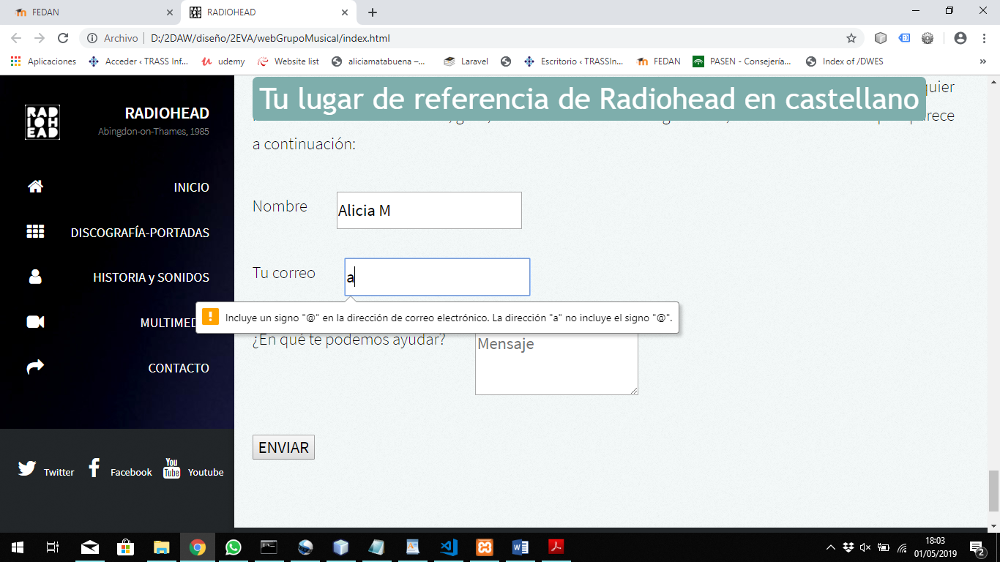 FEDAN
RADIOHEAD
Archivo | D:/2DAW/diseño/2EVA/webGrupoMusical/index.html
Aplicaciones
Acceder ‹ TRASS Inf...
udemy
Website list
aliciamatabuena –...
Laravel
Escritorio ‹ TRASSIn...
FEDAN
PASEN - Consejería...
Index of /DWES
»
RAD
IOH
EAD
RADIOHEAD
Abingdon-on-Thames, 1985
INICIO
DISCOGRAFÍA-PORTADAS
HISTORIA y SONIDOS
MULTIMED
CONTACTO
Twitter
Facebook
You
Tube
Youtube
Tu lugar de referencia de Radiohead en castellano
a continuación:
Nombre
Alicia M
Tu correo
a
Incluye un signo "@" en la dirección de correo electrónico. La dirección "a" no incluye el signo "@".
¿En qué te podemos ayudar?
Mensaje
ENVIAR
18:03
01/05/2019
2